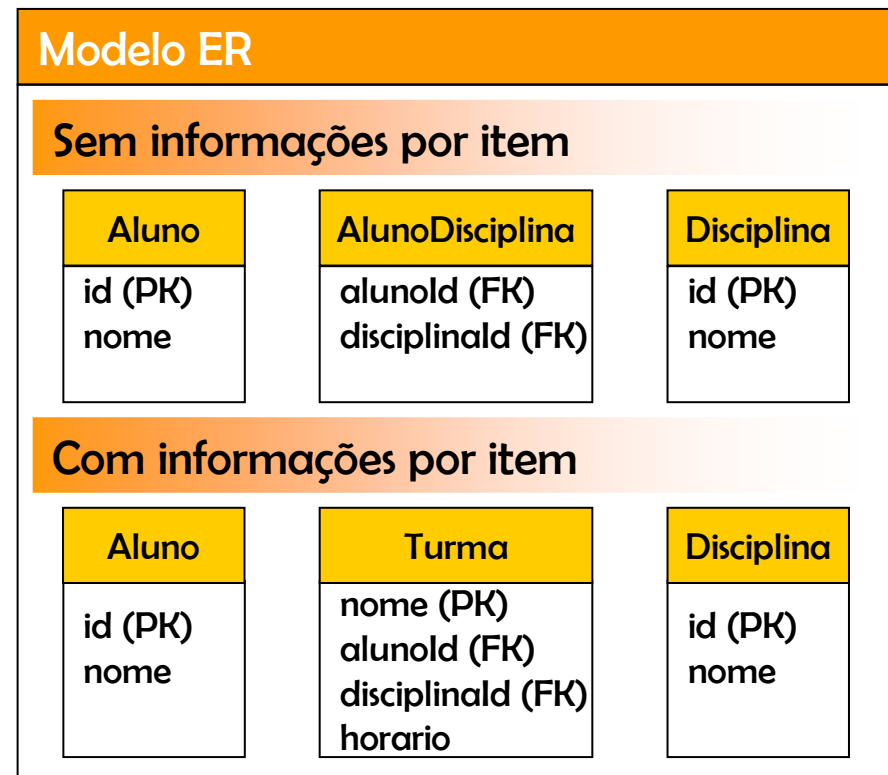 Modelo ER
Sem informações por item
Aluno
AlunoDisciplina
Disciplina
id (PK)
nome
alunoId (FK)
disciplinaId (FK)
id (PK)
nome
Com informações por item
Aluno
Turma
Disciplina
id (PK)
nome
nome (PK)
alunoId (FK)
disciplinaId (FK)
horario
id (PK)
nome